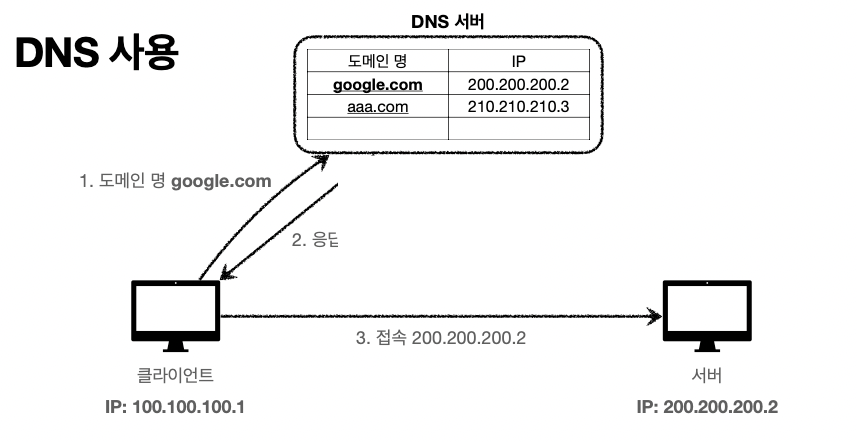 DNS 사용
DNS 서버
도메인 명 IP
google.com 200.200.200.2
aaa.com 210.210.210.3
1. 도메인 명 google.com
2. 응답
3. 접속 200.200.200.2
클라이언트
IP: 100.100.100.1
서버
IP: 200.200.200.2